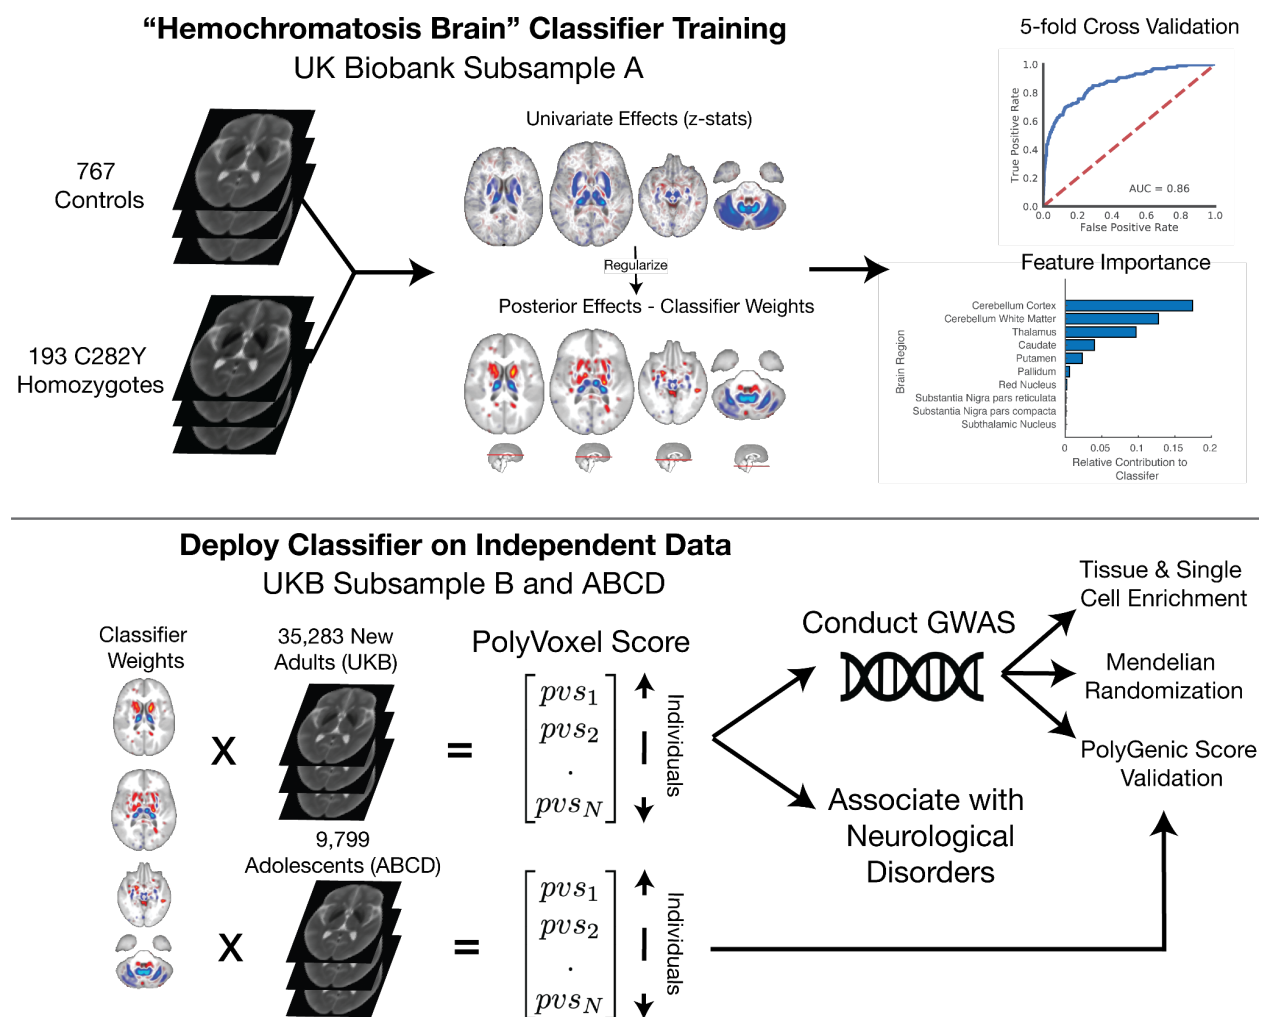 “Hemochromatosis Brain” Classifier Training
UK Biobank Subsample A
767
Controls
193 C282Y
Homozygotes
Univariate Effects (z-stats)
Regularize
Posterior Effects - Classifier Weights
5-fold Cross Validation
True Positive Rate
1.0
0.8
0.6
0.4
0.2
0.0
AUC = 0.86
0.0 0.2 0.4 0.6 0.8 1.0
False Positive Rate
Feature Importance
Brain Region
Cerebellum Cortex
Cerebellum White Matter
Thalamus
Caudate
Putamen
Pallidum
Red Nucleus
Substantia Nigra pars reticulata
Substantia Nigra pars compacta
Subthalamic Nucleus
0 0.05 0.1 0.15 0.2
Relative Contribution to
Classifer
Deploy Classifier on Independent Data
UKB Subsample B and ABCD
Classifier
Weights
35,283 New
Adults (UKB)
X
=
PolyVoxel Score
pvs1
pvs2
.
pvsN
Individuals
9,799
Adolescents (ABCD)
X
=
pvs1
pvs2
.
pvsN
Individuals
Conduct GWAS
Associate with
Neurological
Disorders
Tissue & Single
Cell Enrichment
Mendelian
Randomization
PolyGenic Score
Validation